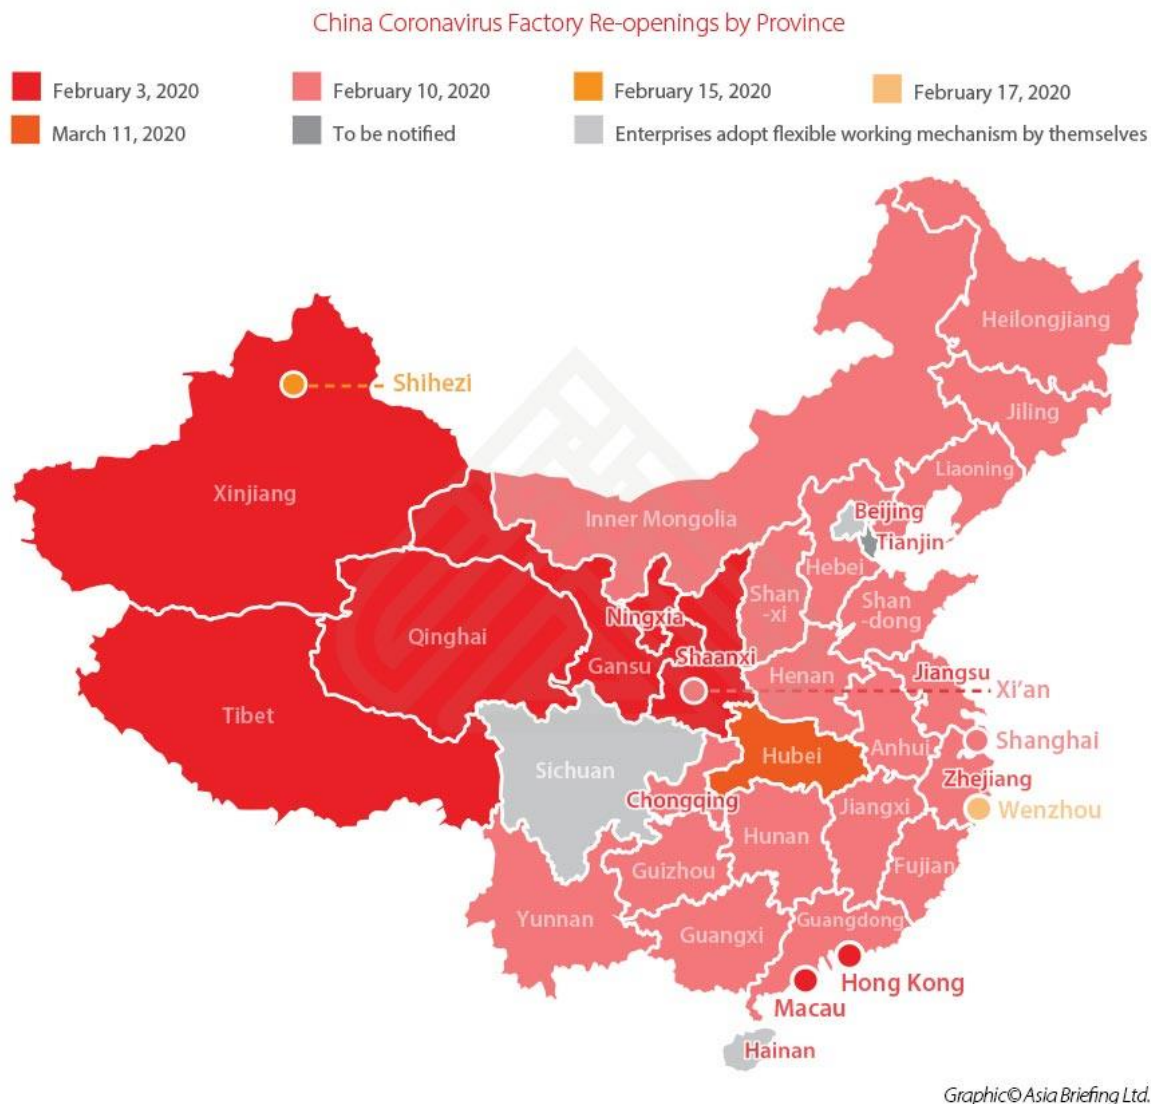 China Coronavirus Factory Re-openings by Province
February 3, 2020
February 10, 2020
February 15, 2020
February 17, 2020
March 11, 2020
To be notified
Enterprises adopt flexible working mechanism by themselves
Heilongjiang
Shihezi
Jiling
Liaoning
Xinjiang
Beijing
Inner Mongolia
Tianjin
Hebei
Shan
-xi
Shan
-dong
Ningxia
Qinghai
Shaanxi
Gansu
Henan
Jiangsu
Xi'an
Tibet
Shanghai
Hubei
Anhui
Sichuan
Zhejiang
Chongqing
Jiangxi
Wenzhou
Hunan
Guizhou
Fujian
Yunnan
Guangdong
Guangxi
Hong Kong
Macau
Hainan
Graphic© Asia Briefing Ltd.